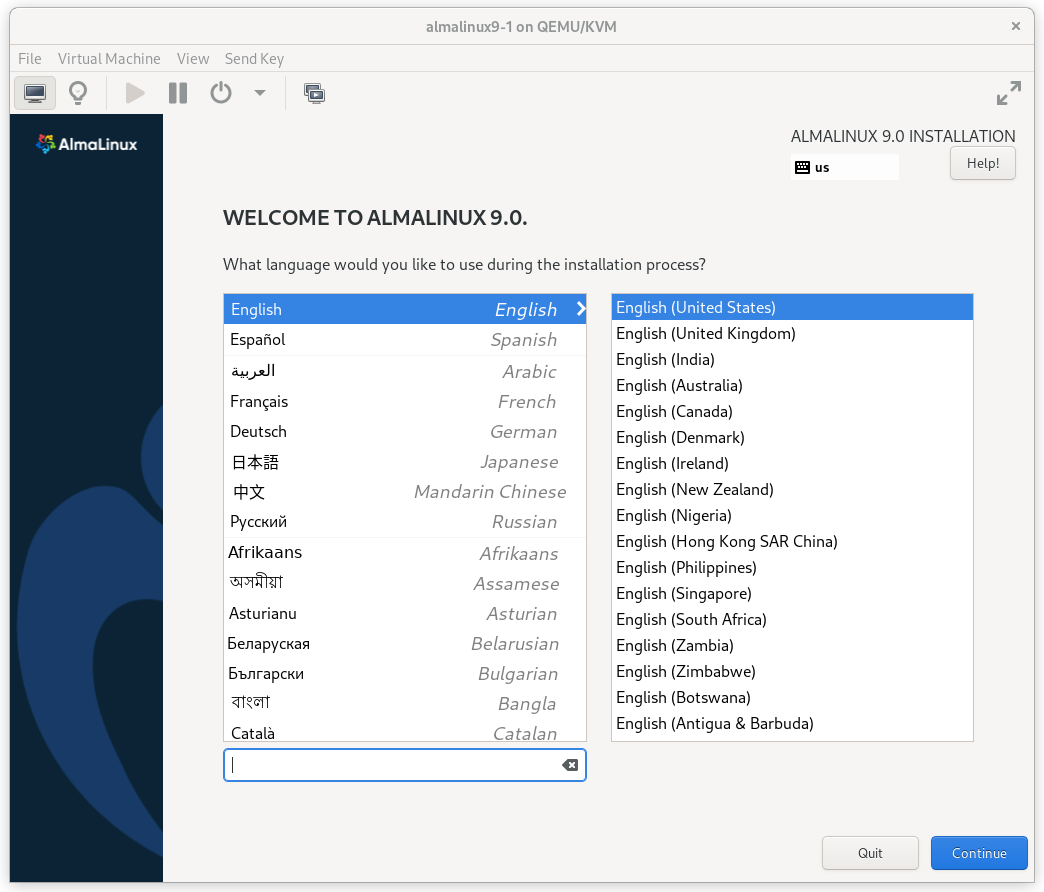 almalinux9-1 on QEMU/KVM
File Virtual Machine View Send Key
AlmaLinux
ALMALINUX 9.0 INSTALLATION
us
Help!
WELCOME TO ALMALINUX 9.0.
What language would you like to use during the installation process?
English English
Español Spanish
العربية Arabic
Français French
Deutsch German
日本語 Japanese
中文 Mandarin Chinese
Русский Russian
Afrikaans Afrikaans
অসমীয়া Assamese
Asturianu Asturian
Беларуская Belarusian
Български Bulgarian
বাংলা Bangla
Català Catalan
English (United States)
English (United Kingdom)
English (India)
English (Australia)
English (Canada)
English (Denmark)
English (Ireland)
English (New Zealand)
English (Nigeria)
English (Hong Kong SAR China)
English (Philippines)
English (Singapore)
English (South Africa)
English (Zambia)
English (Zimbabwe)
English (Botswana)
English (Antigua & Barbuda)
Quit
Continue